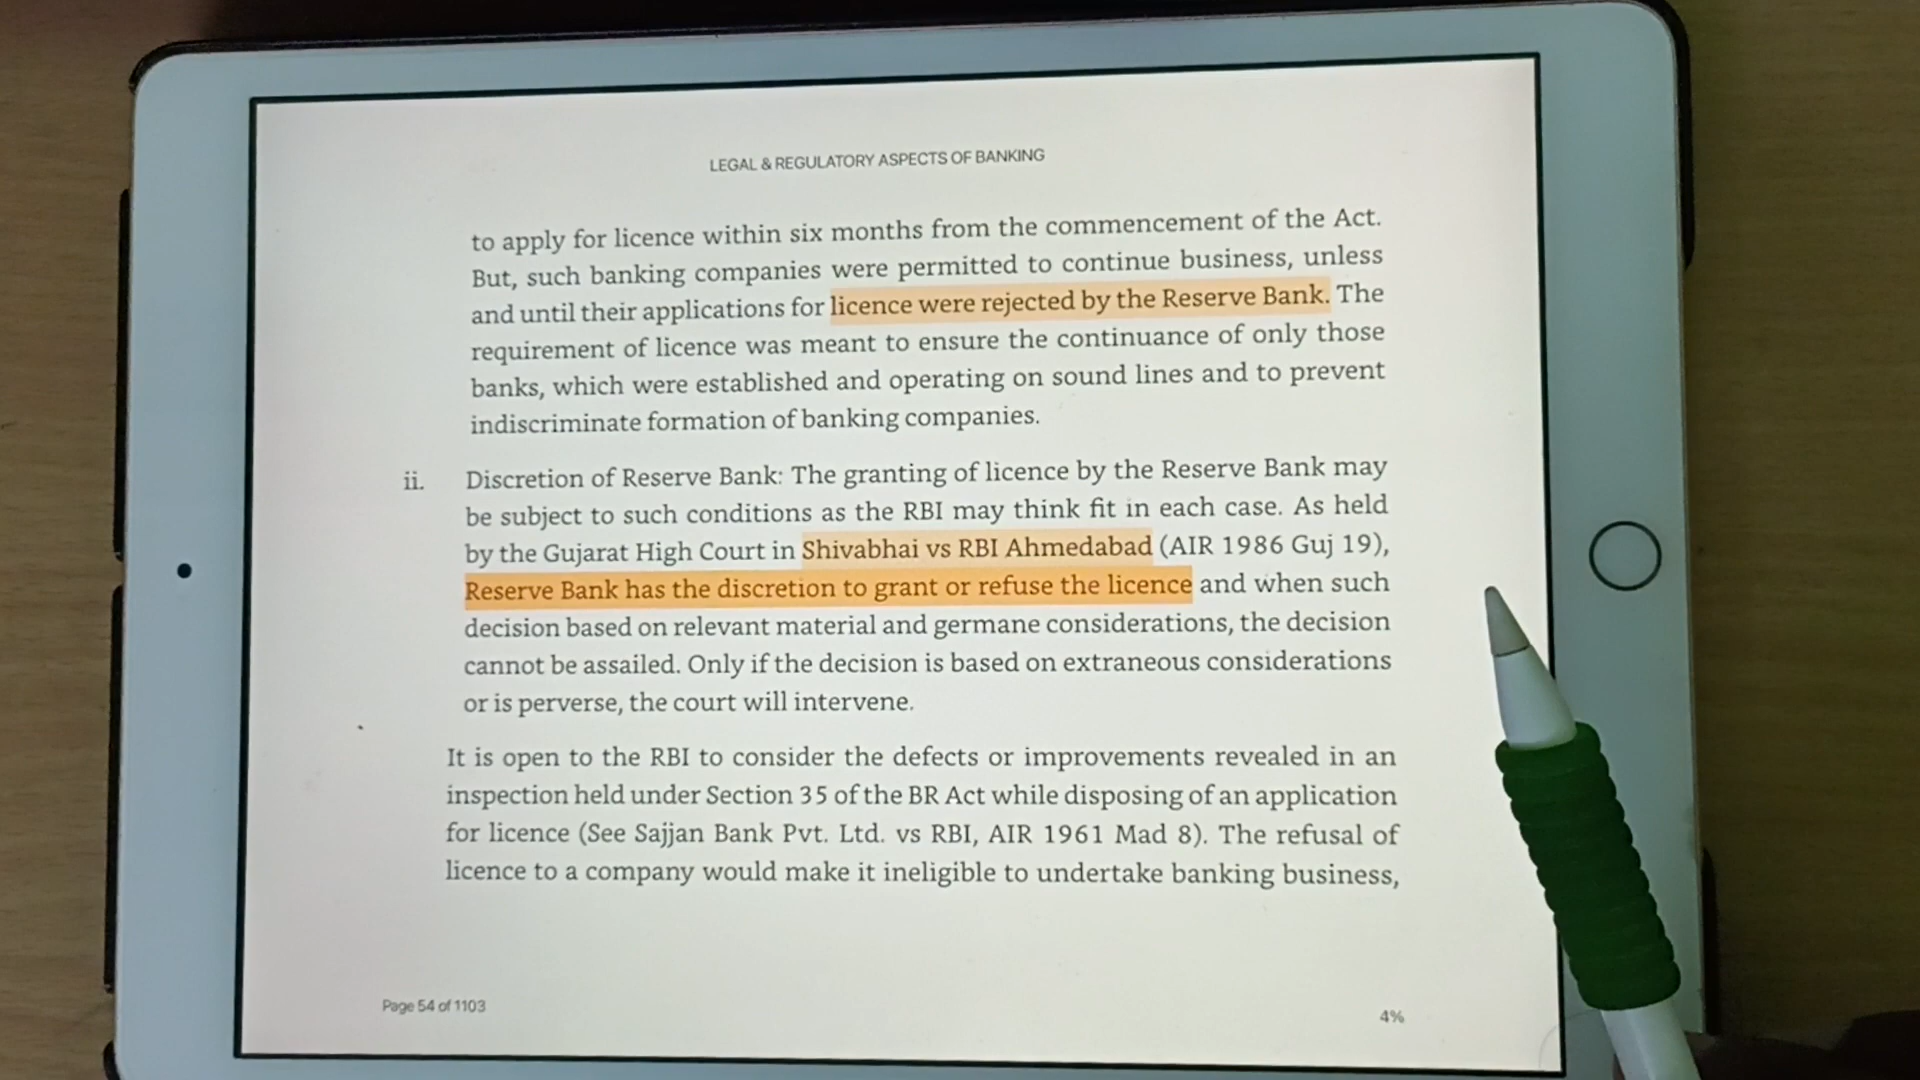 LEGAL & REGULATORY ASPECTS OF BANKING
to apply for licence within six months from the commencement of the Act.
But, such banking companies were permitted to continue business, unless
and until their applications for licence were rejected by the Reserve Bank. The
requirement of licence was meant to ensure the continuance of only those
banks, which were established and operating on sound lines and to prevent
indiscriminate formation of banking companies.
ii. Discretion of Reserve Bank: The granting of licence by the Reserve Bank may
be subject to such conditions as the RBI may think fit in each case. As held
by the Gujarat High Court in Shivabhai vs RBI Ahmedabad (AIR 1986 Guj 19),
Reserve Bank has the discretion to grant or refuse the licence and when such
decision based on relevant material and germane considerations, the decision
cannot be assailed. Only if the decision is based on extraneous considerations
or is perverse, the court will intervene.
It is open to the RBI to consider the defects or improvements revealed in an
inspection held under Section 35 of the BR Act while disposing of an application
for licence (See Sajjan Bank Pvt. Ltd. vs RBI, AIR 1961 Mad 8). The refusal of
licence to a company would make it ineligible to undertake banking business,
Page 54 of 1103
4%